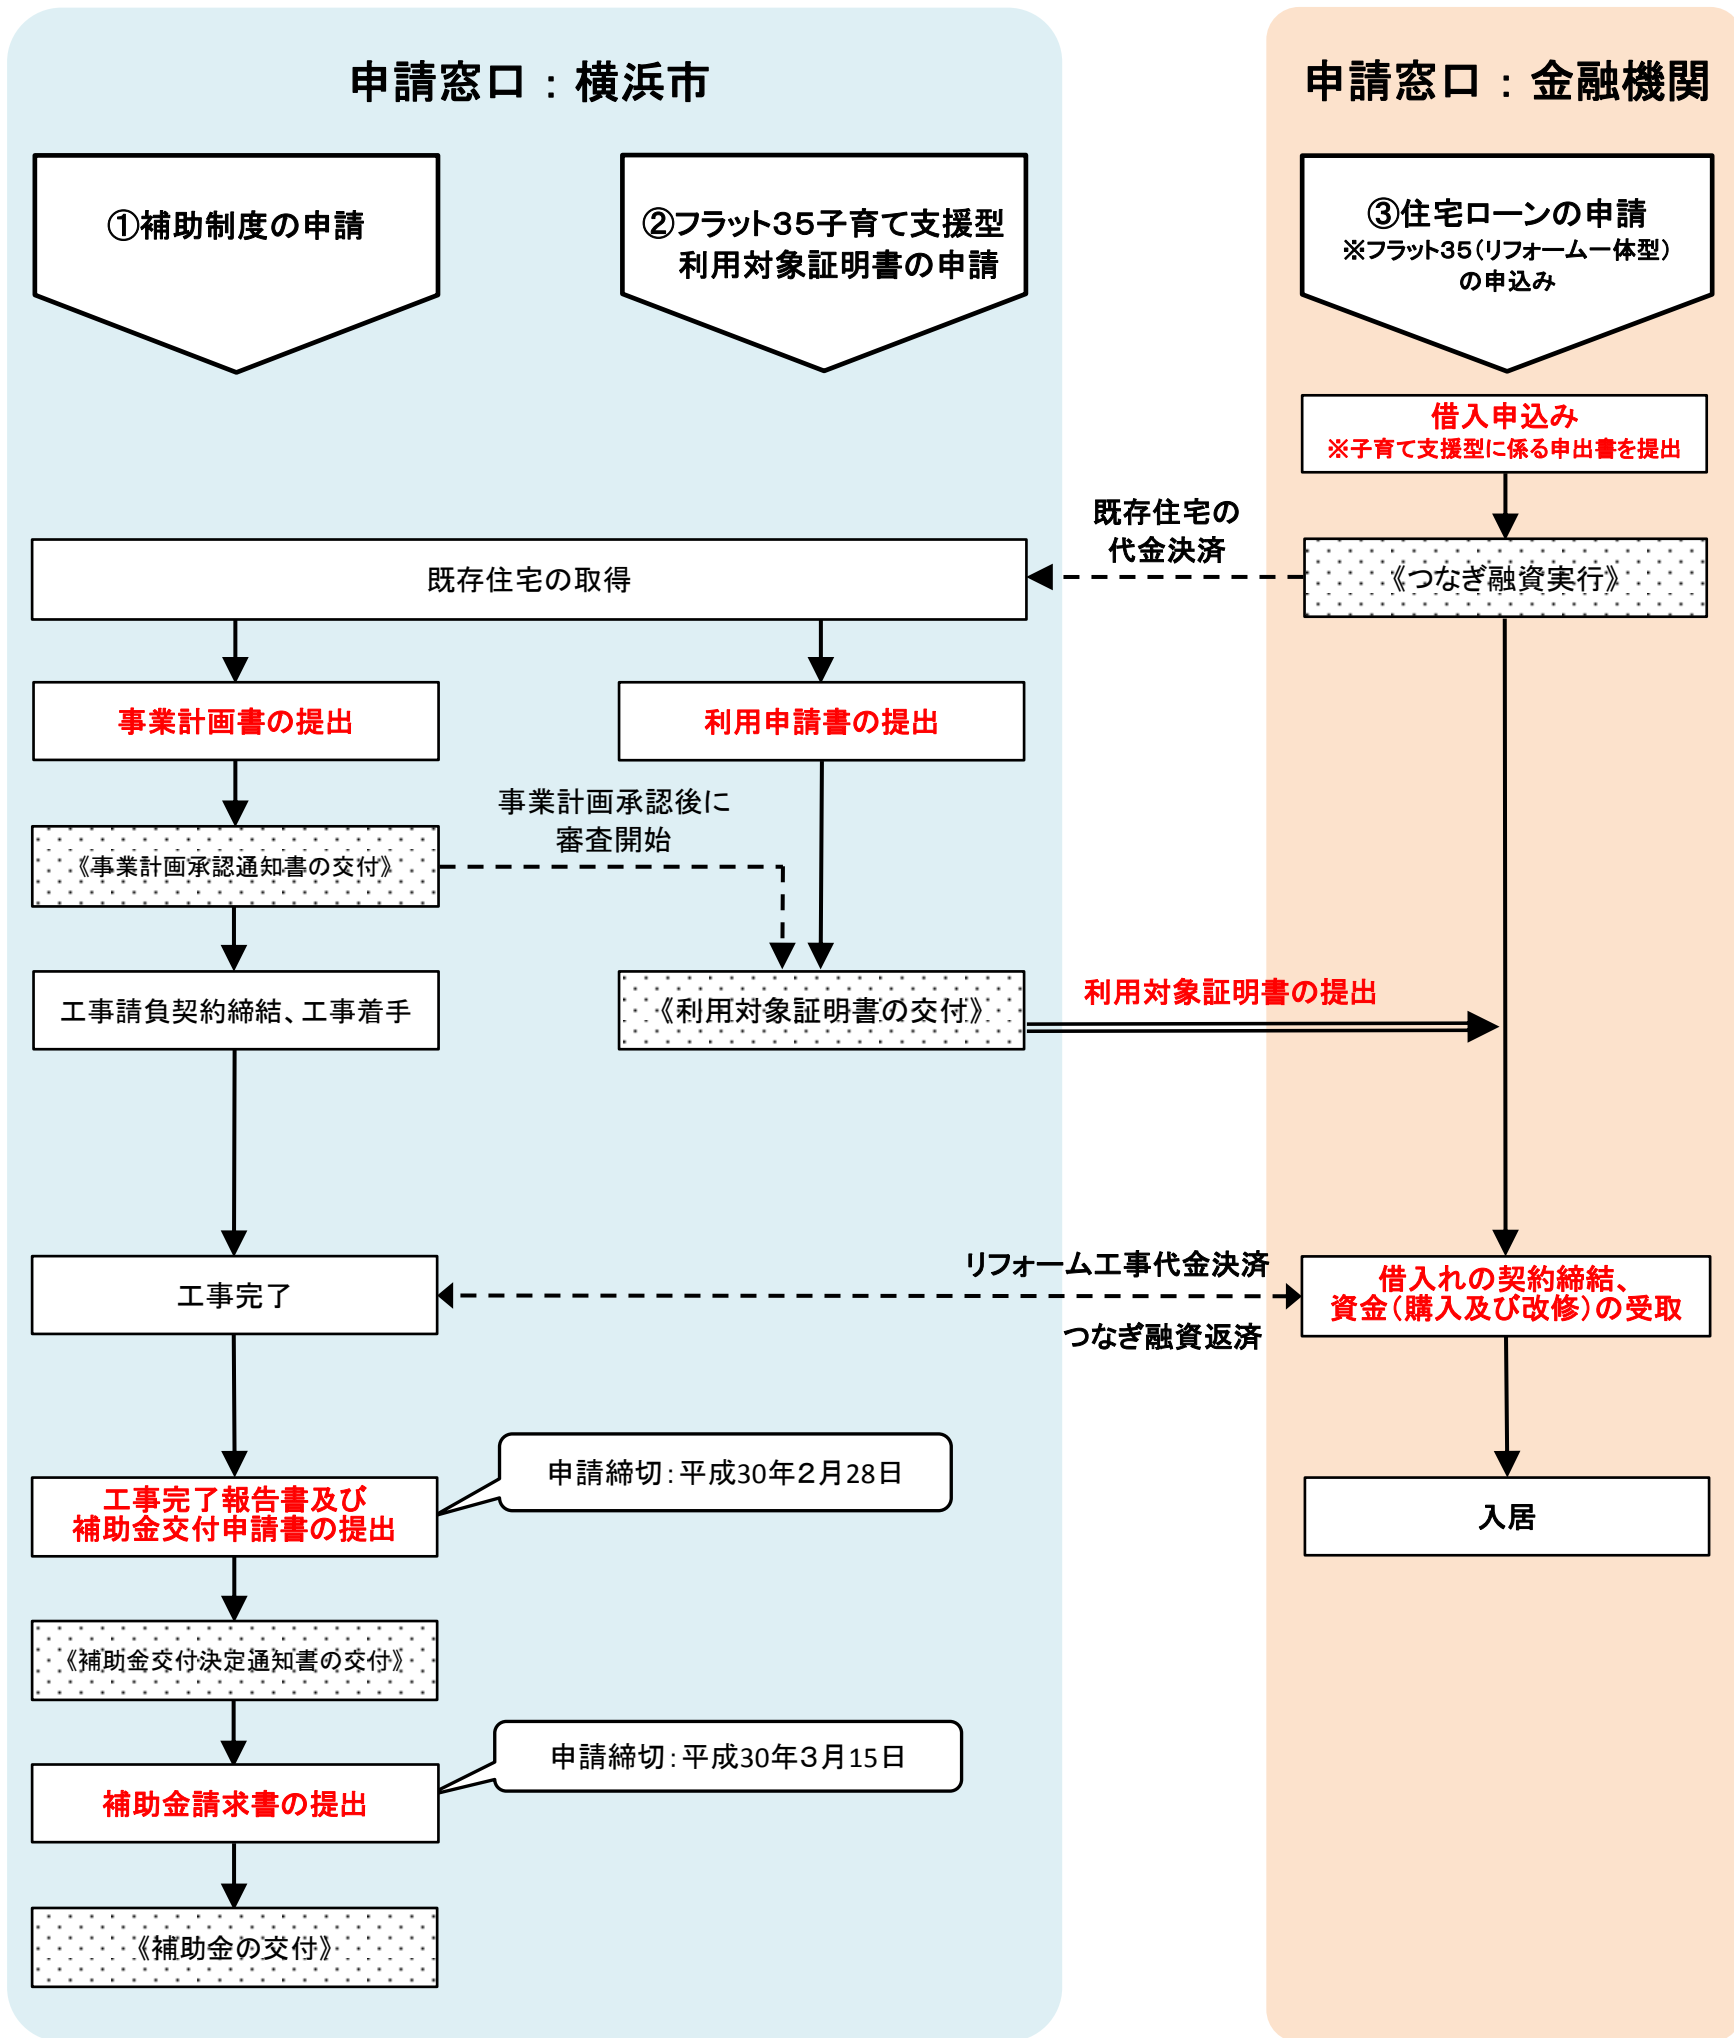 申請窓口：横浜市
申請窓口：金融機関
①補助制度の申請
②フラット３５子育て支援型
利用対象証明書の申請
③住宅ローンの申請
※フラット３５（リフォーム一体型）
の申込み
借入申込み
※子育て支援型に係る申出書を提出
既存住宅の
代金決済
既存住宅の取得
《つなぎ融資実行》
事業計画書の提出
利用申請書の提出
事業計画承認後に
審査開始
《事業計画承認通知書の交付》
工事請負契約締結、工事着手
《利用対象証明書の交付》
利用対象証明書の提出
工事完了
リフォーム工事代金決済
つなぎ融資返済
借入れの契約締結、
資金（購入及び改修）の受取
申請締切：平成30年２月28日
工事完了報告書及び
補助金交付申請書の提出
入居
《補助金交付決定通知書の交付》
申請締切：平成30年３月15日
補助金請求書の提出
《補助金の交付》